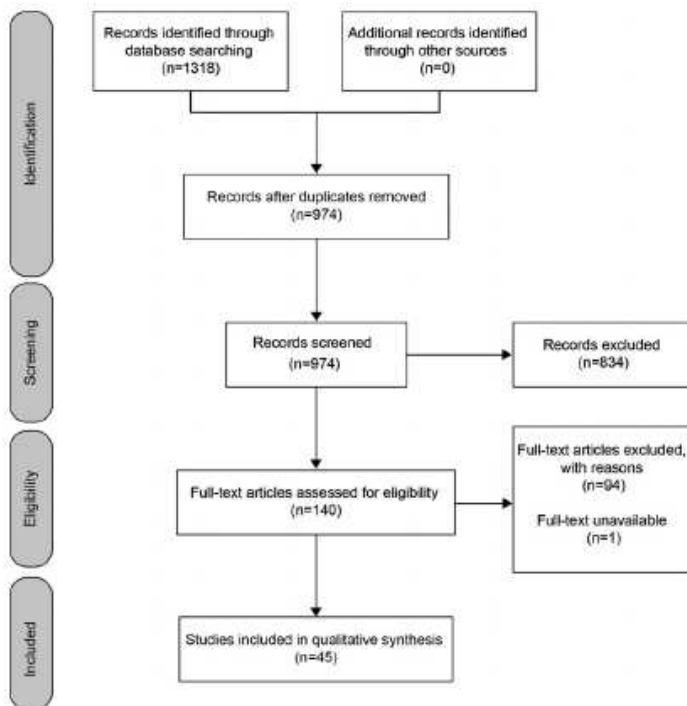 Records identified through
database searching
(n=1318)
Additional records identified
through other sources
(n=0)
Identification
Records after duplicates removed
(n=974)
Screening
Records screened
(n=974)
Records excluded
(n=834)
Eligibility
Full-text articles assessed for eligibility
(n=140)
Full-text articles excluded,
with reasons
(n=94)
Full-text unavailable
(n=1)
Included
Studies included in qualitative synthesis
(n=45)